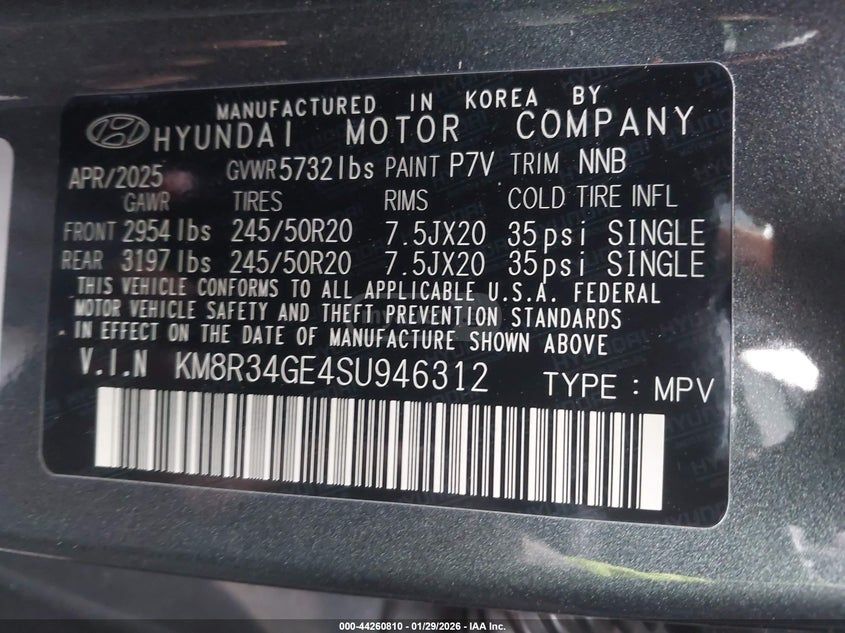 MANUFACTURED IN KOREA BY
HYUNDAI MOTOR COMPANY
APR/2025 GVWR 5732 lbs PAINT P7V TRIM NNB
GAWR TIRES RIMS COLD TIRE INFL
FRONT 2954 lbs 245/50R20 7.5JX20 35psi SINGLE
REAR 3197 lbs 245/50R20 7.5JX20 35psi SINGLE
THIS VEHICLE CONFORMS TO ALL APPLICABLE U.S.A. FEDERAL
MOTOR VEHICLE SAFETY AND THEFT PREVENTION STANDARDS
IN EFFECT ON THE DATE OF MANUFACTURE SHOWN ABOVE
V.I.N KM8R34GE4SU946312 TYPE : MPV
000-44260810 - 01/29/2026 - IAA Inc.